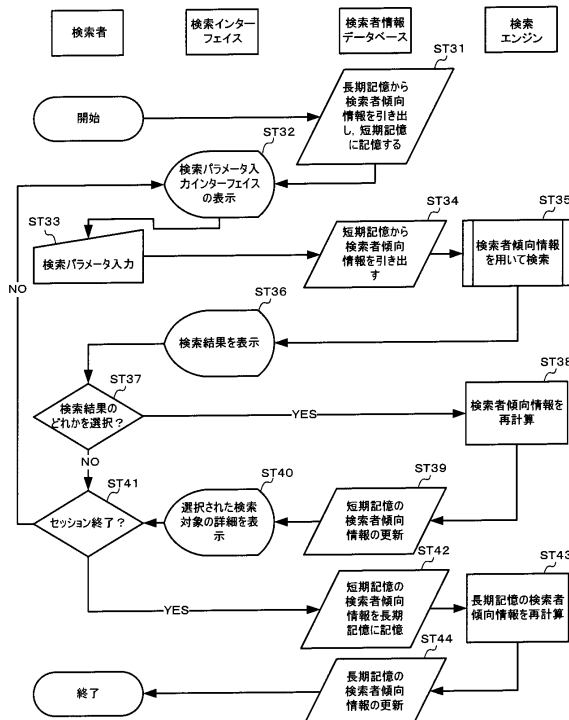 検索者
検索インター
フェイス
検索者情報
データベース
検索
エンジン
ST31
開始
長期記憶から
検索者傾向
情報を引き出
し, 短期記憶
に記憶する
ST32
検索パラメータ入
力インターフェイス
の表示
ST33
検索パラメータ入力
ST34
短期記憶から
検索者傾向
情報を引き出
す
ST35
検索者傾向情報
を用いて検索
NO
ST36
検索結果を表示
ST37
検索結果の
どれかを選択?
YES
ST38
検索者傾向情報を
再計算
NO
ST41
セッション終了?
ST40
選択された検索
対象の詳細を表
示
ST39
短期記憶の
検索者傾向
情報の更新
YES
ST42
短期記憶の
検索者傾向
情報を長期
記憶に記憶
ST43
長期記憶の検索者
傾向情報を再計算
ST44
長期記憶の
検索者傾向
情報の更新
終了